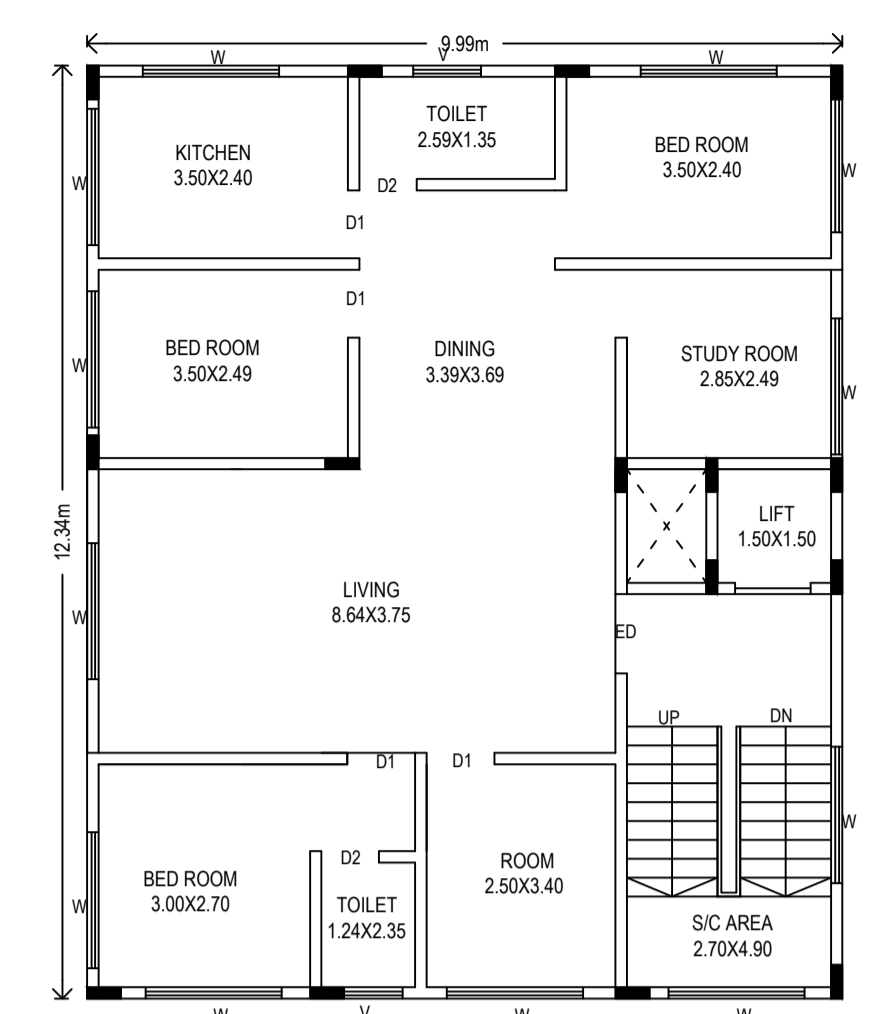 9.99m
W
V
W
TOILET
2.59X1.35
KITCHEN
3.50X2.40
BED ROOM
3.50X2.40
W
D2
W
D1
D1
BED ROOM
3.50X2.49
DINING
3.39X3.69
STUDY ROOM
2.85X2.49
W
W
12.34m
LIFT
1.50X1.50
LIVING
8.64X3.75
W
ED
UP
DN
D1
D1
W
D2
BED ROOM
3.00X2.70
ROOM
2.50X3.40
W
TOILET
1.24X2.35
S/C AREA
2.70X4.90
W
V
W
W